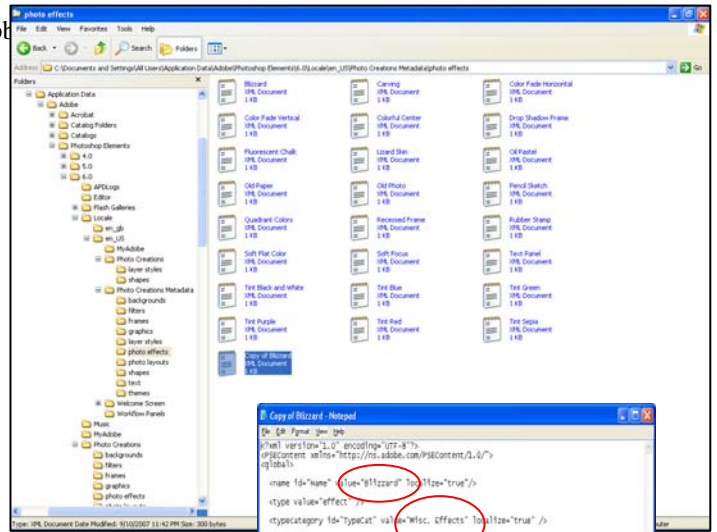 photo effects
ob
File Edit View Favorites Tools Help
Back Search Folders
Address C:\Documents and Settings\All Users\Application Data\Adobe\Photoshop Elements\6.0\Locale\en_US\Photo Creations Metadata\photo effects Go
Folders
Application Data
Adobe
Acrobat
Catalog Folders
Catalogs
Photoshop Elements
4.0
5.0
6.0
APDLogs
Editor
Flash Galleries
Locale
en_gb
en_US
MyAdobe
Photo Creations
layer styles
shapes
Photo Creations Metadata
backgrounds
filters
frames
graphics
layer styles
photo effects
photo layouts
shapes
text
themes
Welcome Screen
Workflow Panels
Music
MyAdobe
Photo Creations
backgrounds
filters
frames
graphics
photo effects
Blizzard Carving Color Fade Horizontal
XML Document XML Document XML Document
1 KB 1 KB 1 KB
Color Fade Vertical Colorful Center Drop Shadow Frame
XML Document XML Document XML Document
1 KB 1 KB 1 KB
Fluorescent Chalk Lizard Skin Oil Pastel
XML Document XML Document XML Document
1 KB 1 KB 1 KB
Old Paper Old Photo Pencil Sketch
XML Document XML Document XML Document
1 KB 1 KB 1 KB
Quadrant Colors Recessed Frame Rubber Stamp
XML Document XML Document XML Document
1 KB 1 KB 1 KB
Soft Flat Color Soft Focus Text Panel
XML Document XML Document XML Document
1 KB 1 KB 1 KB
Tint Black and White Tint Blue Tint Green
XML Document XML Document XML Document
1 KB 1 KB 1 KB
Tint Purple Tint Red Tint Sepia
XML Document XML Document XML Document
1 KB 1 KB 1 KB
Copy of Blizzard
XML Document
1 KB
Copy of Blizzard - Notepad
File Edit Format View Help
<?xml version="1.0" encoding="UTF-8"?>
<PSEContent xmlns="http://ns.adobe.com/PSEContent/1.0/">
<global>
<name id="Name" value="Blizzard" localize="true"/>
<type value="effect" />
<typecategory id="TypeCat" value="Misc. Effects" localize="true" />
Type: XML Document Date Modified: 9/10/2007 11:42 PM Size: 300 bytes